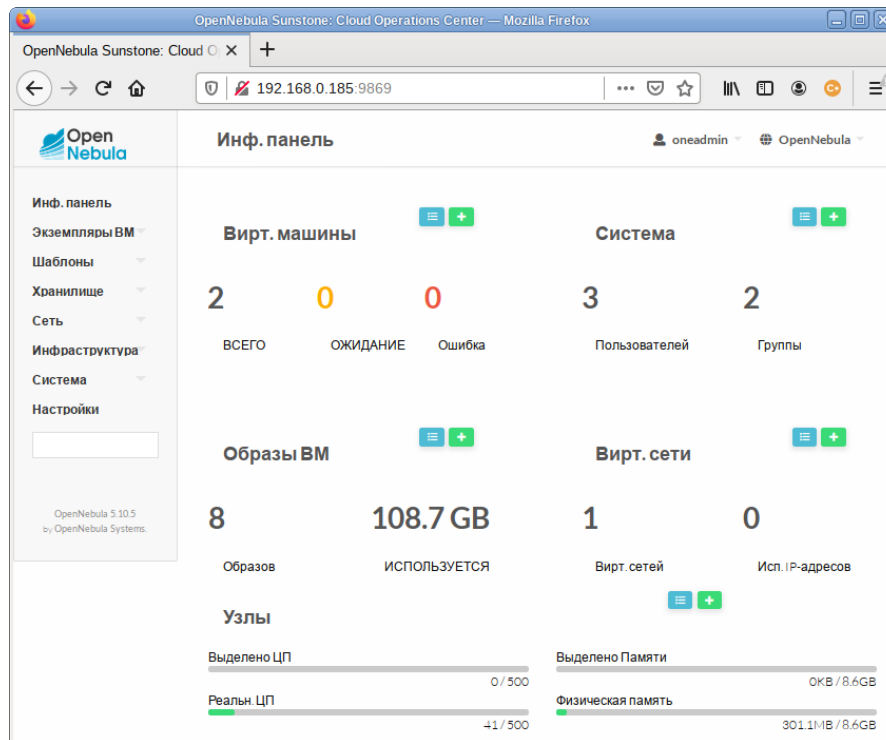 OpenNebula Sunstone: Cloud Operations Center — Mozilla Firefox
OpenNebula Sunstone: Cloud O
192.168.0.185:9869
Open
Nebula
Инф. панель
oneadmin
OpenNebula
Инф. панель
Экземпляры ВМ
Шаблоны
Хранилище
Сеть
Инфраструктура
Система
Настройки
OpenNebula 5.10.5
by OpenNebula Systems.
Вирт. машины
2 0 0
ВСЕГО ОЖИДАНИЕ Ошибка
Система
3 2
Пользователей Группы
Образы ВМ
8 108.7 GB
Образов ИСПОЛЬЗУЕТСЯ
Вирт. сети
1 0
Вирт. сетей Исп. IP-адресов
Узлы
Выделено ЦП
0 / 500
Реальн. ЦП
41 / 500
Выделено Памяти
0KB / 8.6GB
Физическая память
301.1MB / 8.6GB